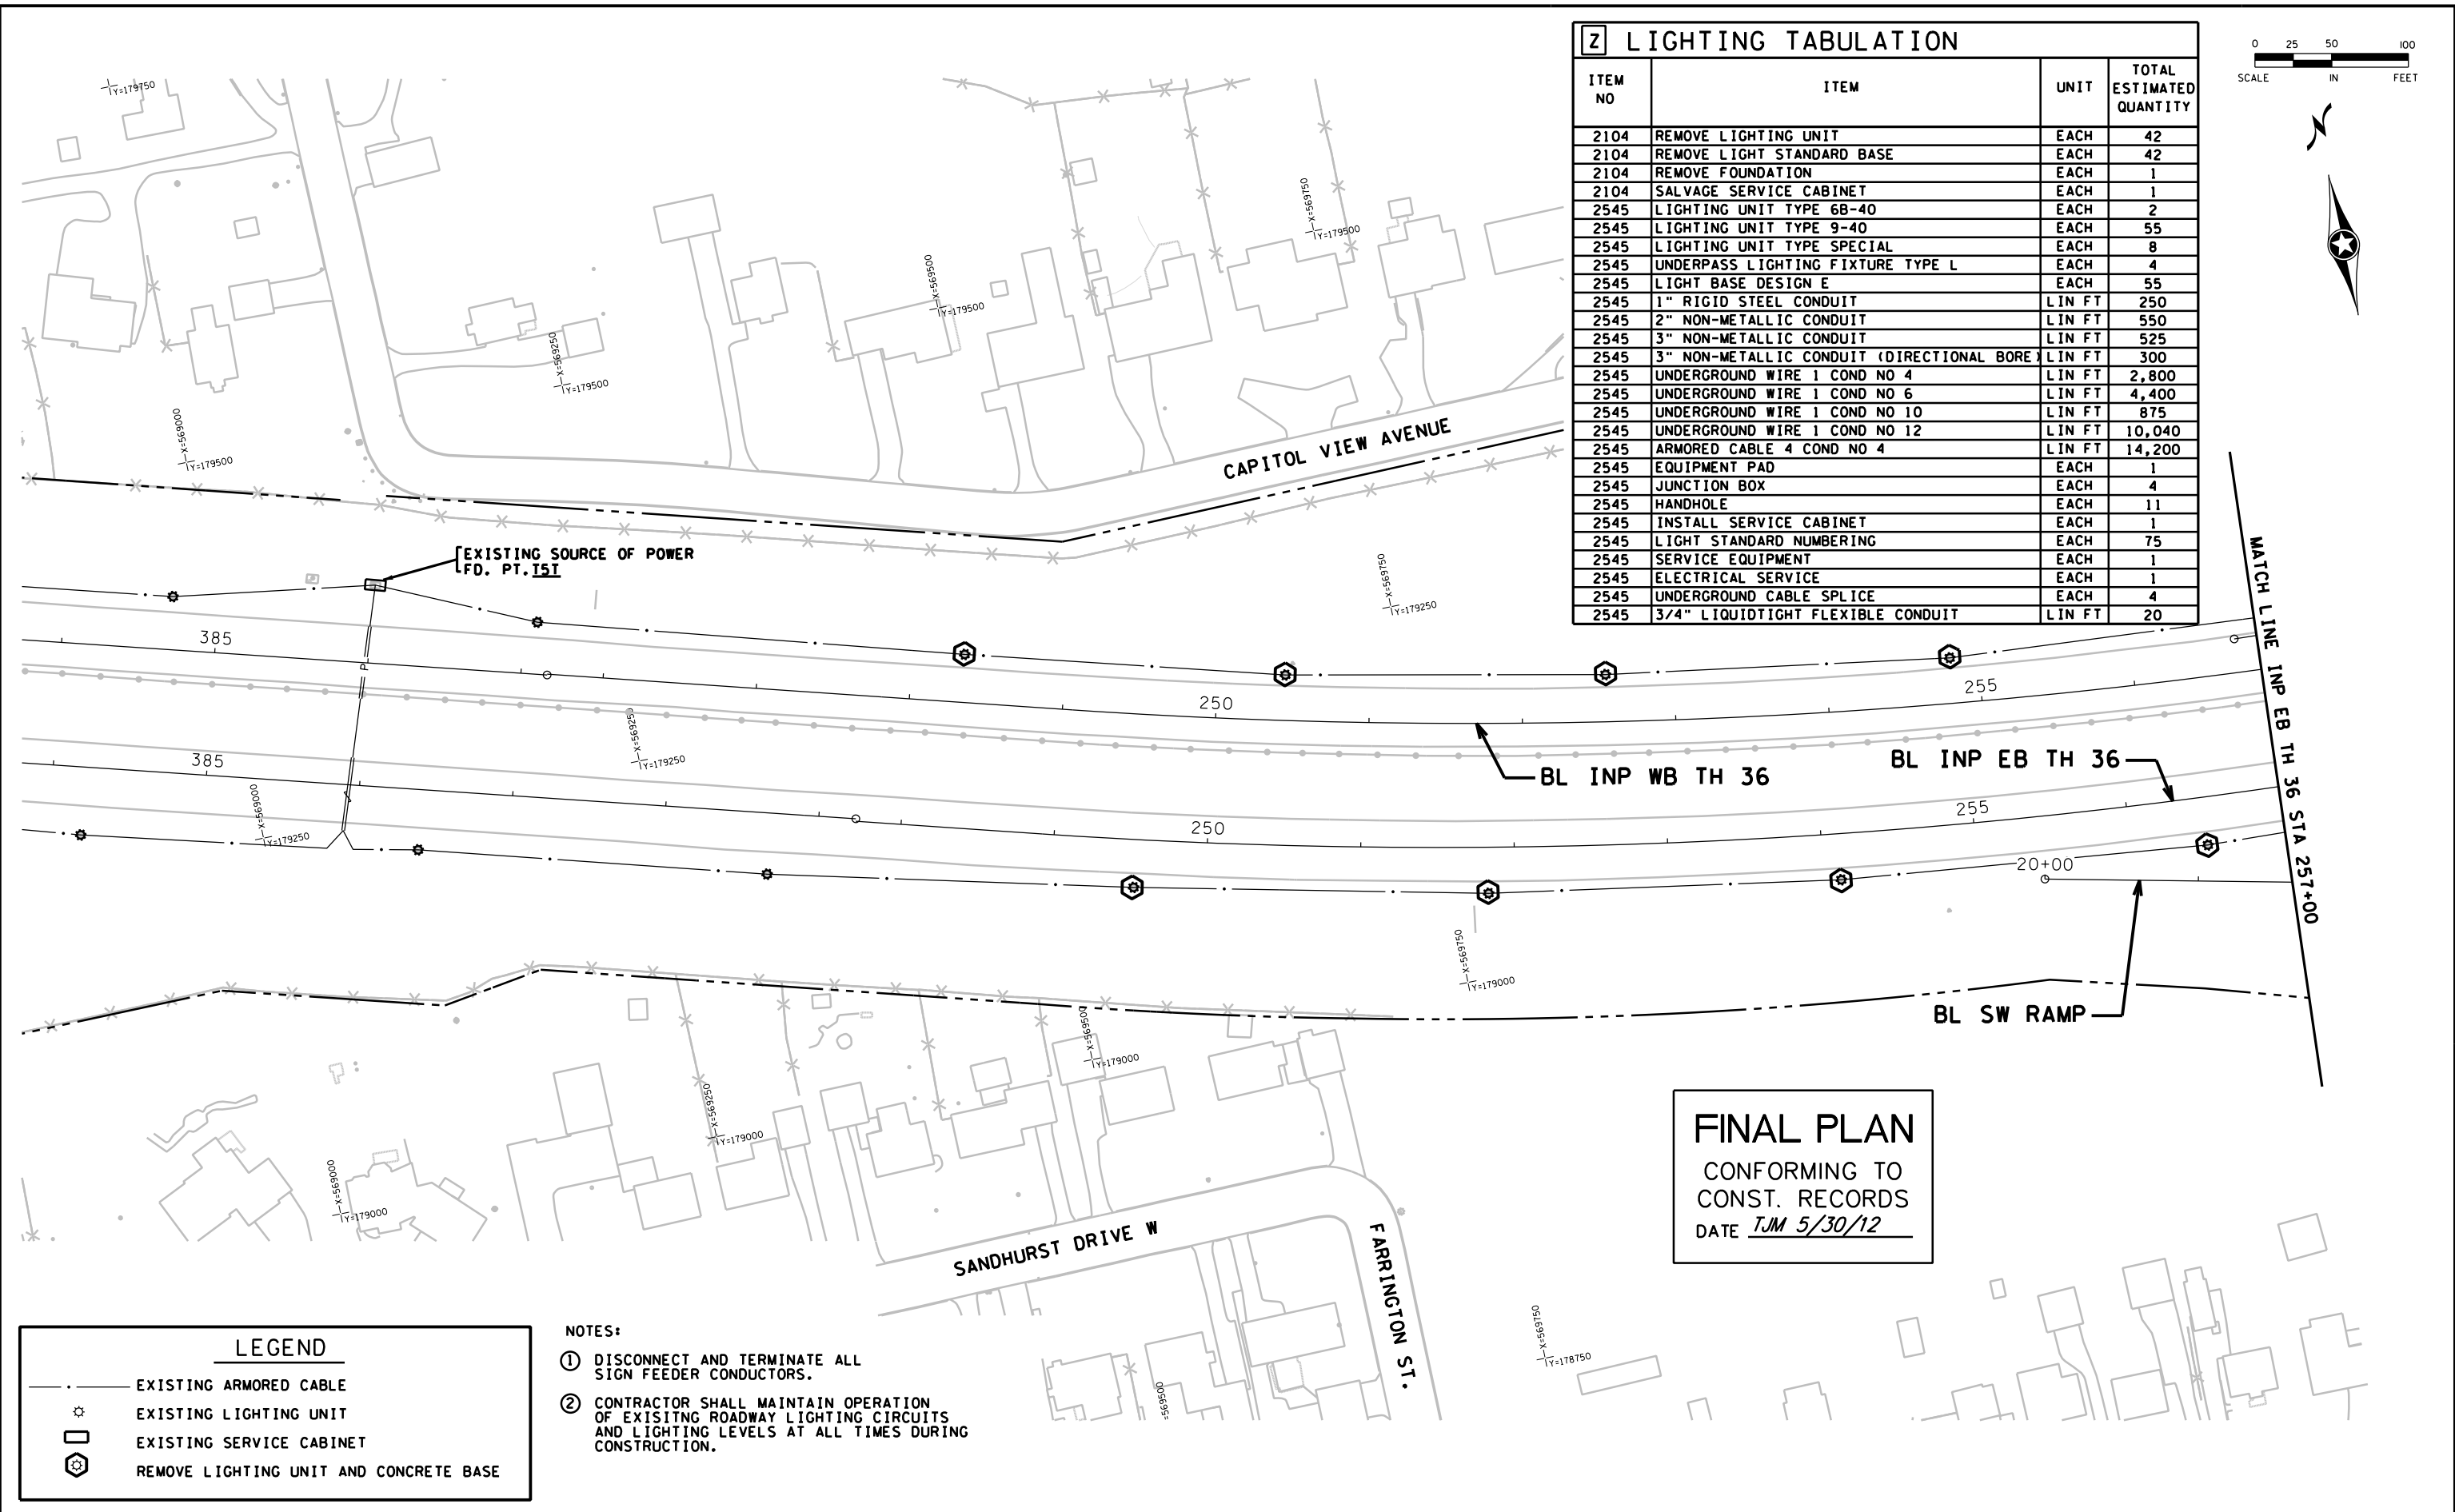 Z LIGHTING TABULATION
ITEM NO ITEM UNIT TOTAL ESTIMATED QUANTITY
2104 REMOVE LIGHTING UNIT EACH 42
2104 REMOVE LIGHT STANDARD BASE EACH 42
2104 REMOVE FOUNDATION EACH 1
2104 SALVAGE SERVICE CABINET EACH 1
2545 LIGHTING UNIT TYPE 6B-40 EACH 2
2545 LIGHTING UNIT TYPE 9-40 EACH 55
2545 LIGHTING UNIT TYPE SPECIAL EACH 8
2545 UNDERPASS LIGHTING FIXTURE TYPE L EACH 4
2545 LIGHT BASE DESIGN E EACH 55
2545 1" RIGID STEEL CONDUIT LIN FT 250
2545 2" NON-METALLIC CONDUIT LIN FT 550
2545 3" NON-METALLIC CONDUIT LIN FT 525
2545 3" NON-METALLIC CONDUIT (DIRECTIONAL BORE) LIN FT 300
2545 UNDERGROUND WIRE 1 COND NO 4 LIN FT 2,800
2545 UNDERGROUND WIRE 1 COND NO 6 LIN FT 4,400
2545 UNDERGROUND WIRE 1 COND NO 10 LIN FT 875
2545 UNDERGROUND WIRE 1 COND NO 12 LIN FT 10,040
2545 ARMORED CABLE 4 COND NO 4 LIN FT 14,200
2545 EQUIPMENT PAD EACH 1
2545 JUNCTION BOX EACH 4
2545 HANDHOLE EACH 11
2545 INSTALL SERVICE CABINET EACH 1
2545 LIGHT STANDARD NUMBERING EACH 75
2545 SERVICE EQUIPMENT EACH 1
2545 ELECTRICAL SERVICE EACH 1
2545 UNDERGROUND CABLE SPLICE EACH 4
2545 3/4" LIQUIDTIGHT FLEXIBLE CONDUIT LIN FT 20
0 25 50 100
SCALE IN FEET
Y=179750
X=569750
Y=179500
X=569500
Y=179500
X=569250
Y=179500
X=569000
Y=179500
CAPITOL VIEW AVENUE
EXISTING SOURCE OF POWER
FD. PT. T5T
X=569750
Y=179250
MATCH LINE INP EB TH 36 STA 257+00
385
P
250
255
X=569250
Y=179250
385
BL INP WB TH 36
BL INP EB TH 36
X=569000
Y=179250
250
255
20+00
X=569750
Y=179000
BL SW RAMP
X=569500
Y=179000
X=569250
Y=179000
X=569000
Y=179000
SANDHURST DRIVE W
FARRINGTON ST.
FINAL PLAN
CONFORMING TO
CONST. RECORDS
DATE TJM 5/30/12
X=569750
Y=178750
X=569500
LEGEND
EXISTING ARMORED CABLE
EXISTING LIGHTING UNIT
EXISTING SERVICE CABINET
REMOVE LIGHTING UNIT AND CONCRETE BASE
NOTES:
1 DISCONNECT AND TERMINATE ALL
SIGN FEEDER CONDUCTORS.
2 CONTRACTOR SHALL MAINTAIN OPERATION
OF EXISITNG ROADWAY LIGHTING CIRCUITS
AND LIGHTING LEVELS AT ALL TIMES DURING
CONSTRUCTION.